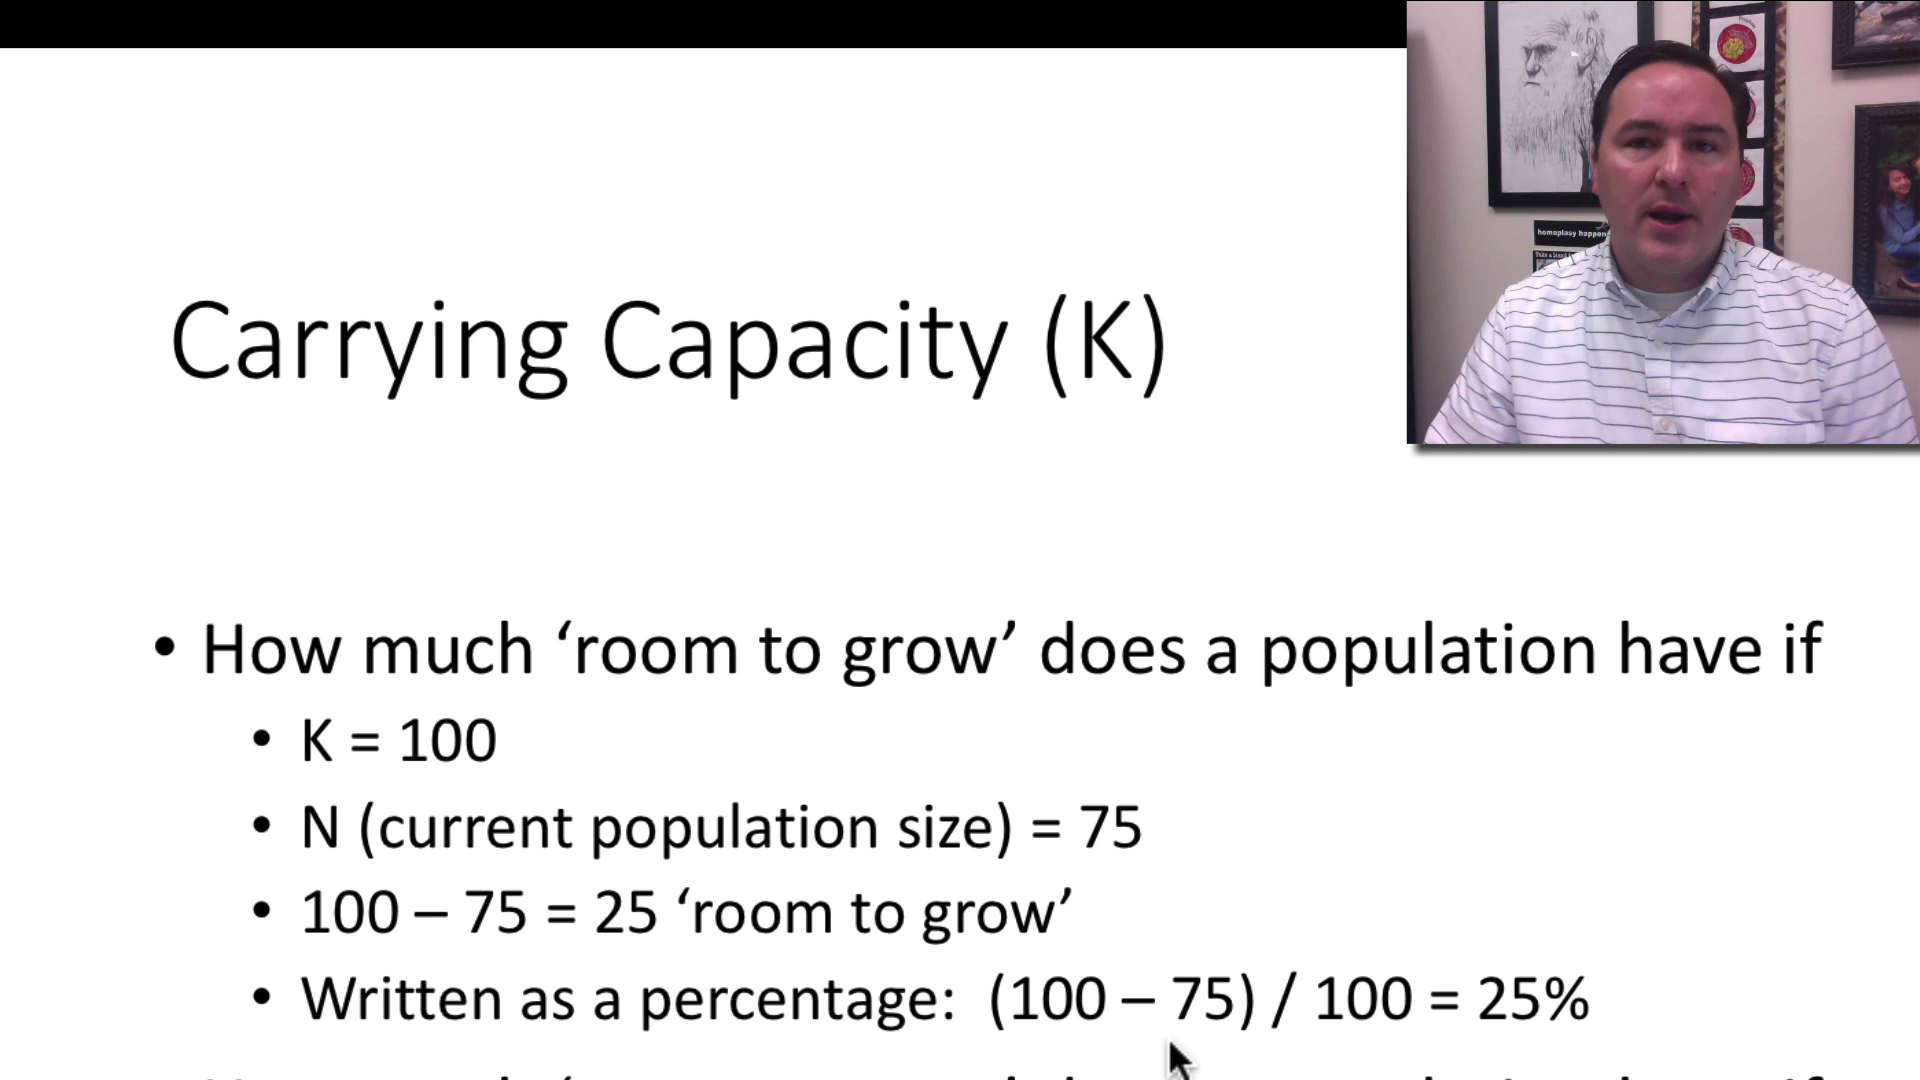 Carrying Capacity (K)
homoplasy happens
• How much ‘room to grow’ does a population have if
• K = 100
• N (current population size) = 75
• 100 – 75 = 25 ‘room to grow’
• Written as a percentage: (100 – 75) / 100 = 25%